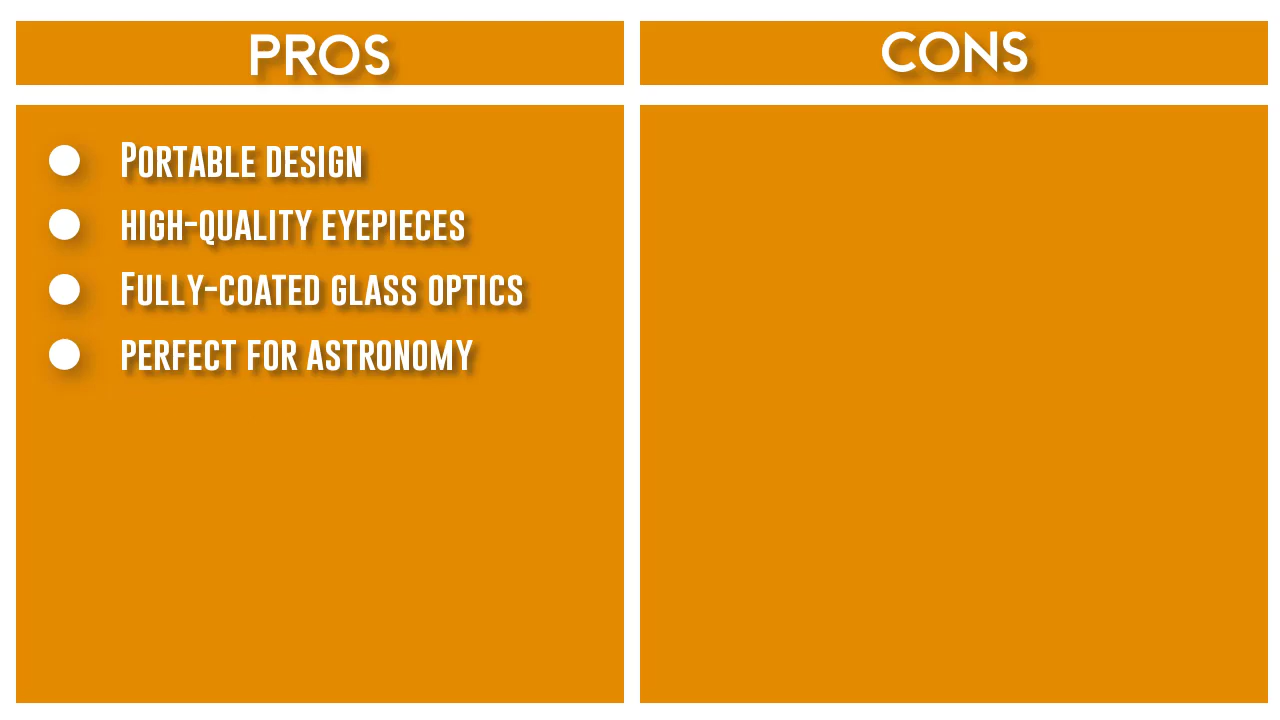 PROS
CONS
Portable design
high-quality eyepieces
Fully-coated glass optics
perfect for astronomy